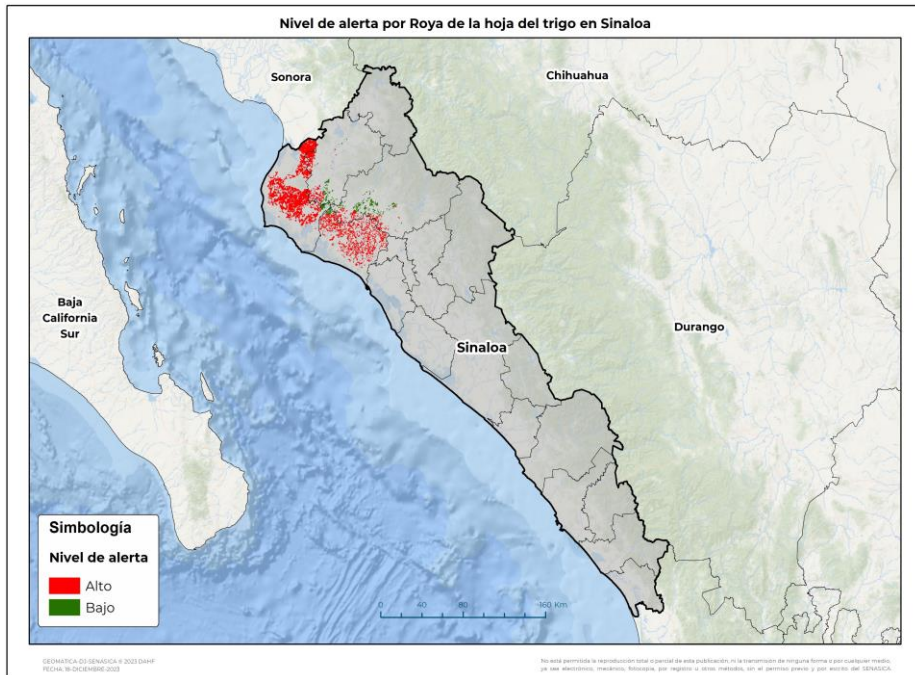 Nivel de alerta por Roya de la hoja del trigo en Sinaloa
Sonora
Chihuahua
Baja
California
Sur
Sinaloa
Durango
Simbología
Nivel de alerta
Alto
Bajo
0 40 80 160 Km
GEOMATICA-DJ-SENASICA © 2023 DAHF
FECHA: 16-DICIEMBRE-2023
No está permitida la reproducción total o parcial de esta publicación, ni la transmisión de ninguna forma o por cualquier medio,
ya sea electrónico, mecánico, fotocopia, por registro u otros métodos, sin el permiso previo y por escrito del SENASICA.